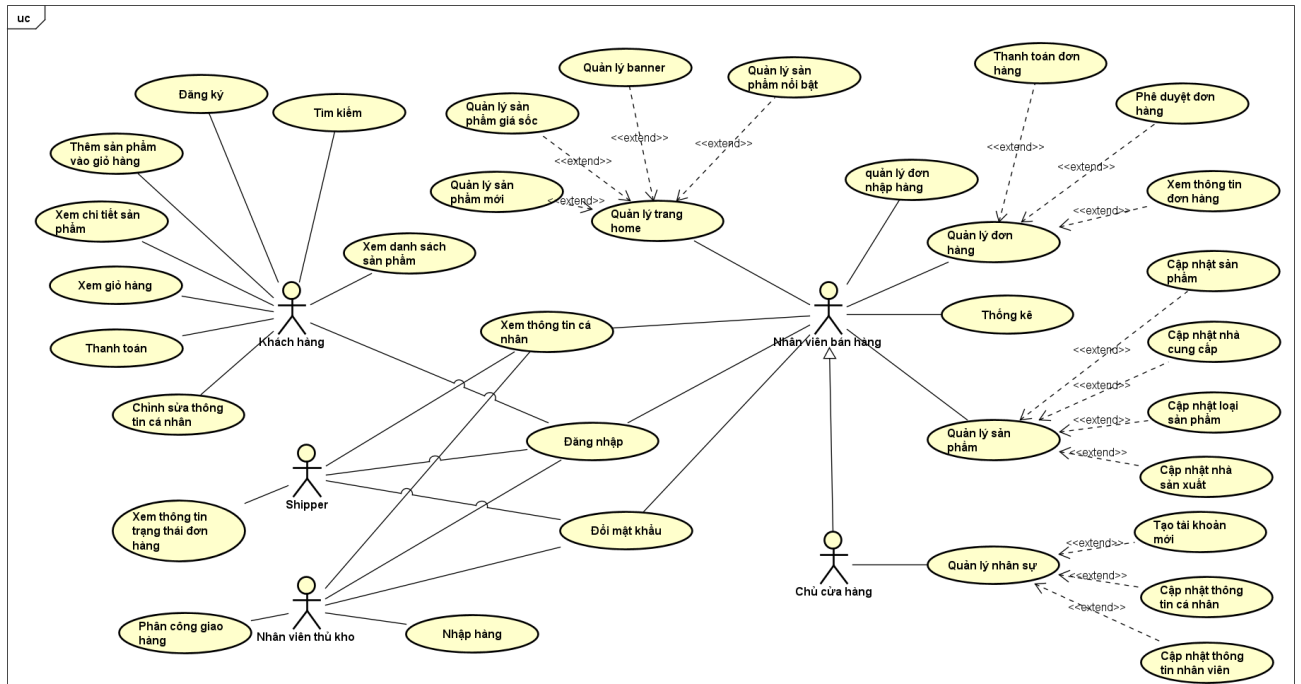 uc
Đăng ký
Tìm kiếm
Thêm sản phẩm
vào giỏ hàng
Xem chi tiết sản
phẩm
Xem giỏ hàng
Thanh toán
Chỉnh sửa thông
tin cá nhân
Xem danh sách
sản phẩm
Khách hàng
Quản lý banner
Quản lý sản
phẩm nổi bật
Quản lý sản
phẩm giá sốc
Quản lý sản
phẩm mới
<<extend>>
<<extend>>
<<extend>>
<<extend>>
Quản lý trang
home
quản lý đơn
nhập hàng
Thanh toán đơn
hàng
Phê duyệt đơn
hàng
Xem thông tin
đơn hàng
<<extend>>
<<extend>>
<<extend>>
Quản lý đơn
hàng
Thống kê
Nhân viên bán hàng
Xem thông tin cá
nhân
Đăng nhập
Đổi mật khẩu
Cập nhật sản
phẩm
Cập nhật nhà
cung cấp
Cập nhật loại
sản phẩm
Cập nhật nhà
sản xuất
<<extend>>
<<extend>>
<<extend>>
<<extend>>
Quản lý sản
phẩm
Shipper
Xem thông tin
trạng thái đơn
hàng
Nhân viên thủ kho
Phân công giao
hàng
Nhập hàng
Chủ cửa hàng
Quản lý nhân sự
<<extend>>
<<extend>>
<<extend>>
Tạo tài khoản
mới
Cập nhật thông
tin cá nhân
Cập nhật thông
tin nhân viên